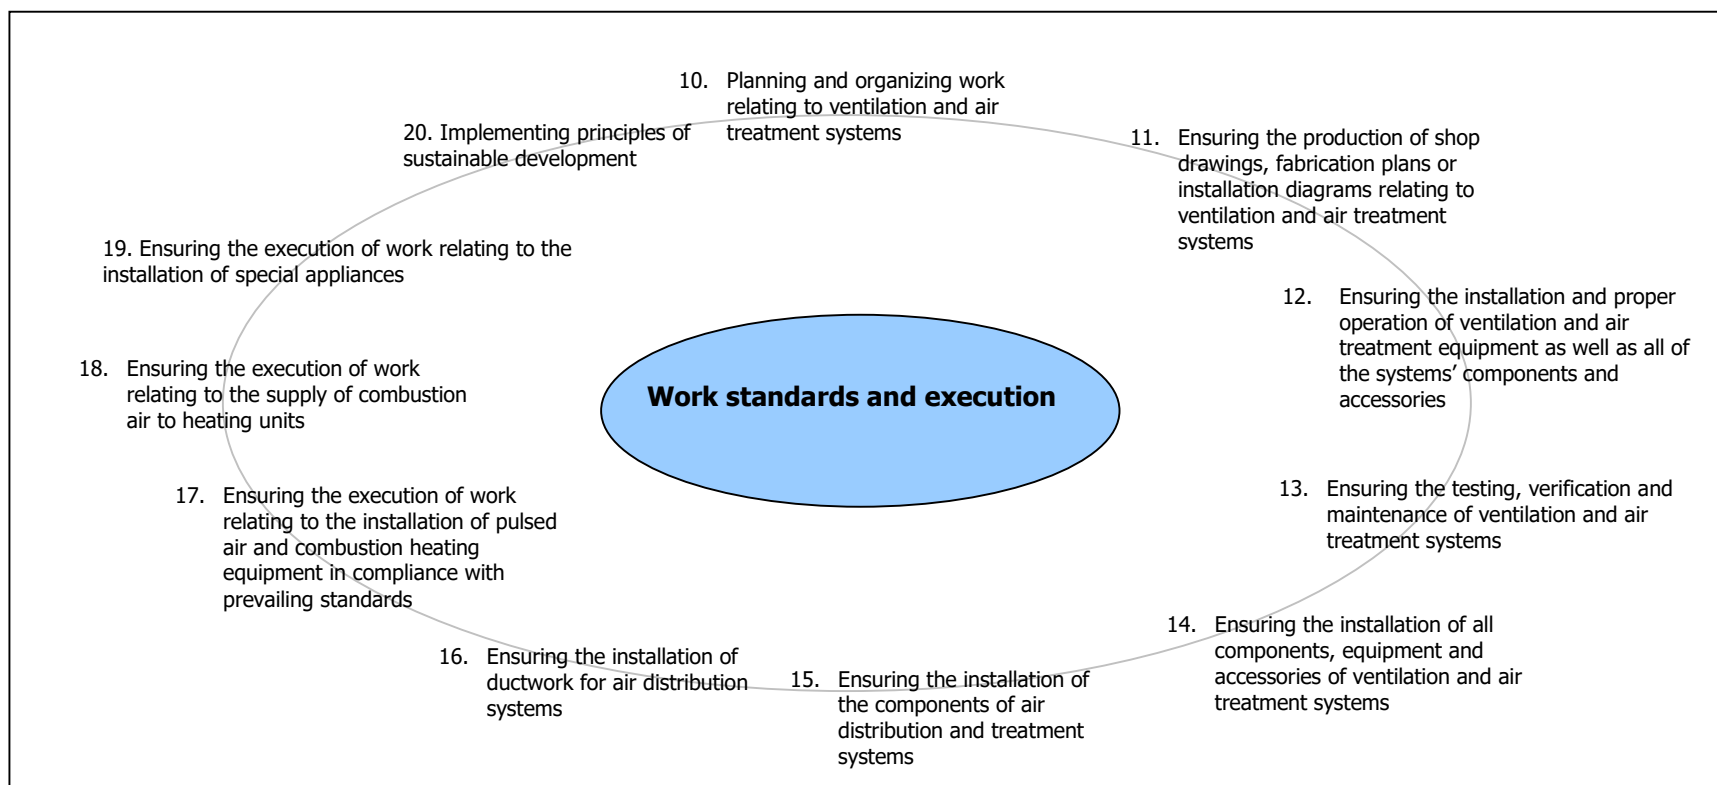 10. Planning and organizing work
relating to ventilation and air
treatment systems
11. Ensuring the production of shop
drawings, fabrication plans or
installation diagrams relating to
ventilation and air treatment
systems
12. Ensuring the installation and proper
operation of ventilation and air
treatment equipment as well as all of
the systems’ components and
accessories
13. Ensuring the testing, verification and
maintenance of ventilation and air
treatment systems
14. Ensuring the installation of all
components, equipment and
accessories of ventilation and air
treatment systems
15. Ensuring the installation of
the components of air
distribution and treatment
systems
16. Ensuring the installation of
ductwork for air distribution
systems
17. Ensuring the execution of work
relating to the installation of pulsed
air and combustion heating
equipment in compliance with
prevailing standards
18. Ensuring the execution of work
relating to the supply of combustion
air to heating units
19. Ensuring the execution of work relating to the
installation of special appliances
20. Implementing principles of
sustainable development
Work standards and execution